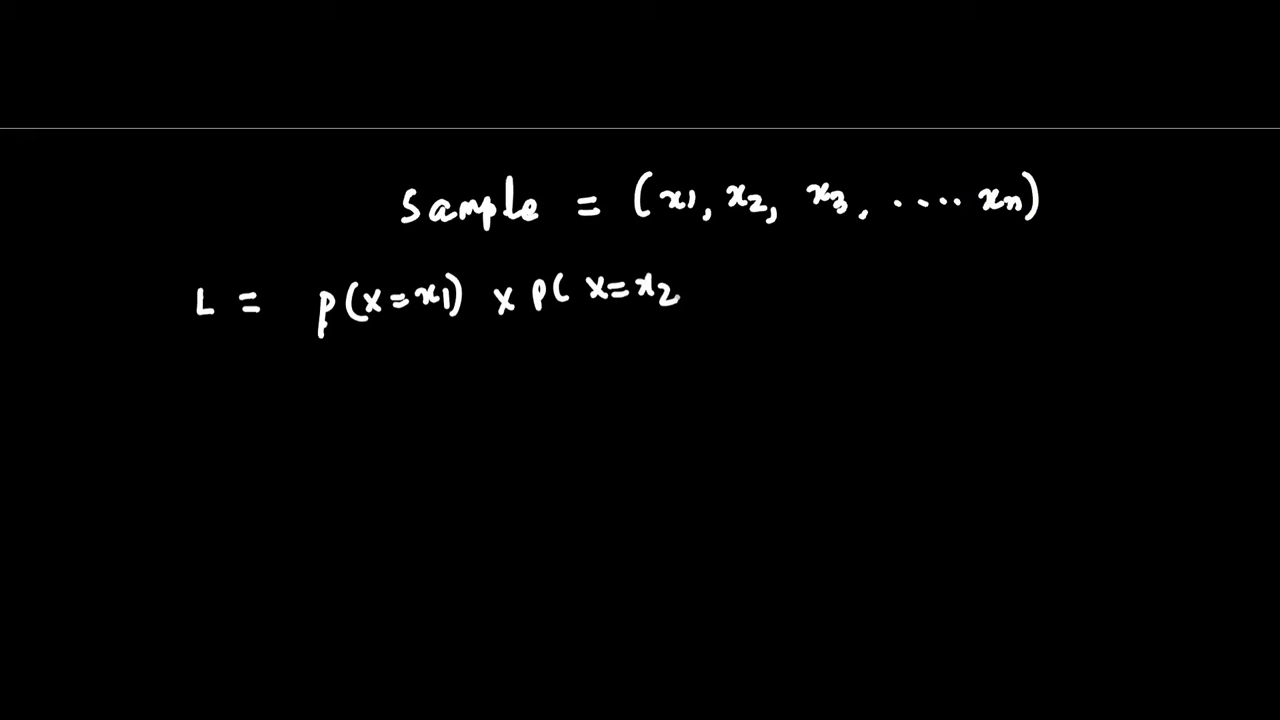 Sample = (x1, x2, x3, ..... xn)
L = p(x=x1) x p( x=x2